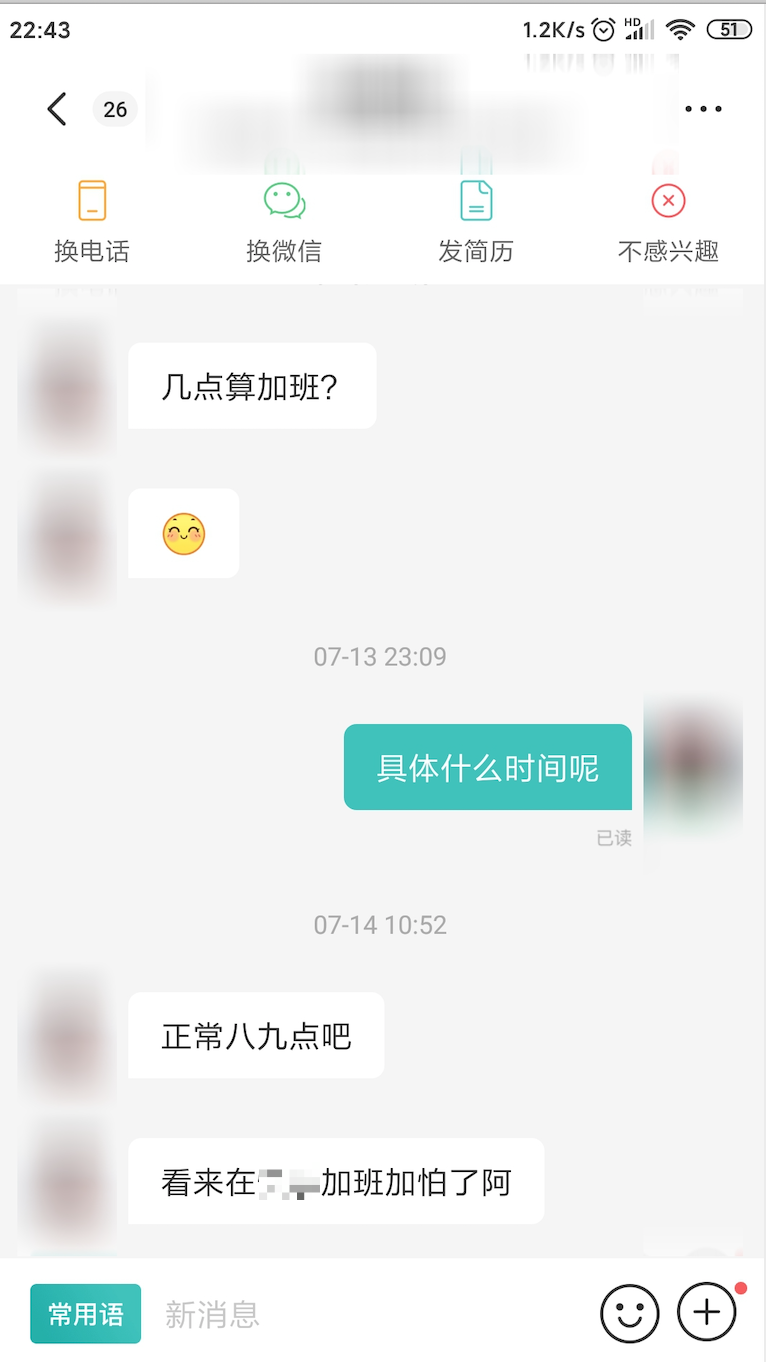 22:43
1.2K/s HD 51
26
换电话 换微信 发简历 不感兴趣
几点算加班?
07-13 23:09
具体什么时间呢
已读
07-14 10:52
正常八九点吧
看来在加班加怕了阿
常用语 新消息